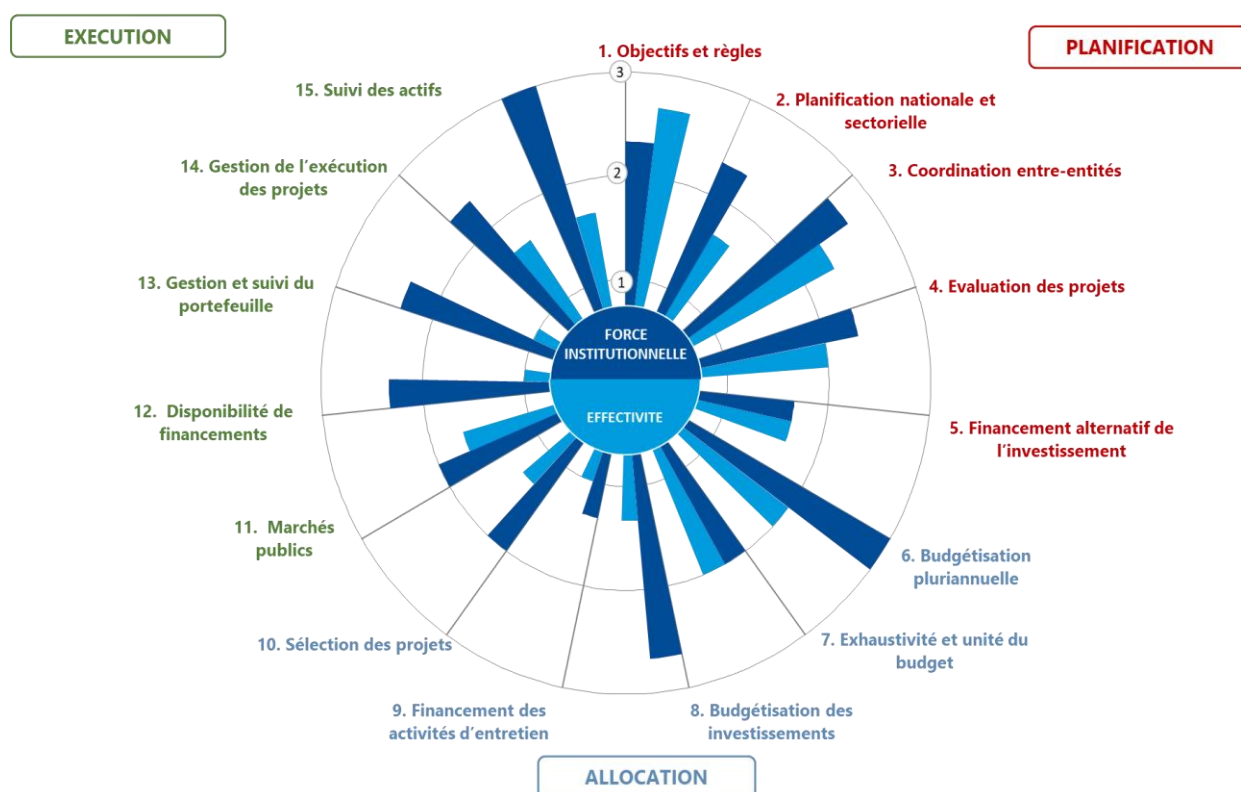 EXECUTION
PLANIFICATION
1. Objectifs et règles
2. Planification nationale et
sectorielle
3. Coordination entre-entités
4. Evaluation des projets
5. Financement alternatif de
l'investissement
6. Budgétisation
pluriannuelle
7. Exhaustivité et unité du
budget
8. Budgétisation des
investissements
9. Financement des
activités d'entretien
10. Sélection des projets
11. Marchés
publics
12. Disponibilité de
financements
13. Gestion et suivi du
portefeuille
14. Gestion de l'exécution
des projets
15. Suivi des actifs
3
2
1
FORCE
INSTITUTIONNELLE
EFFECTIVITE
ALLOCATION